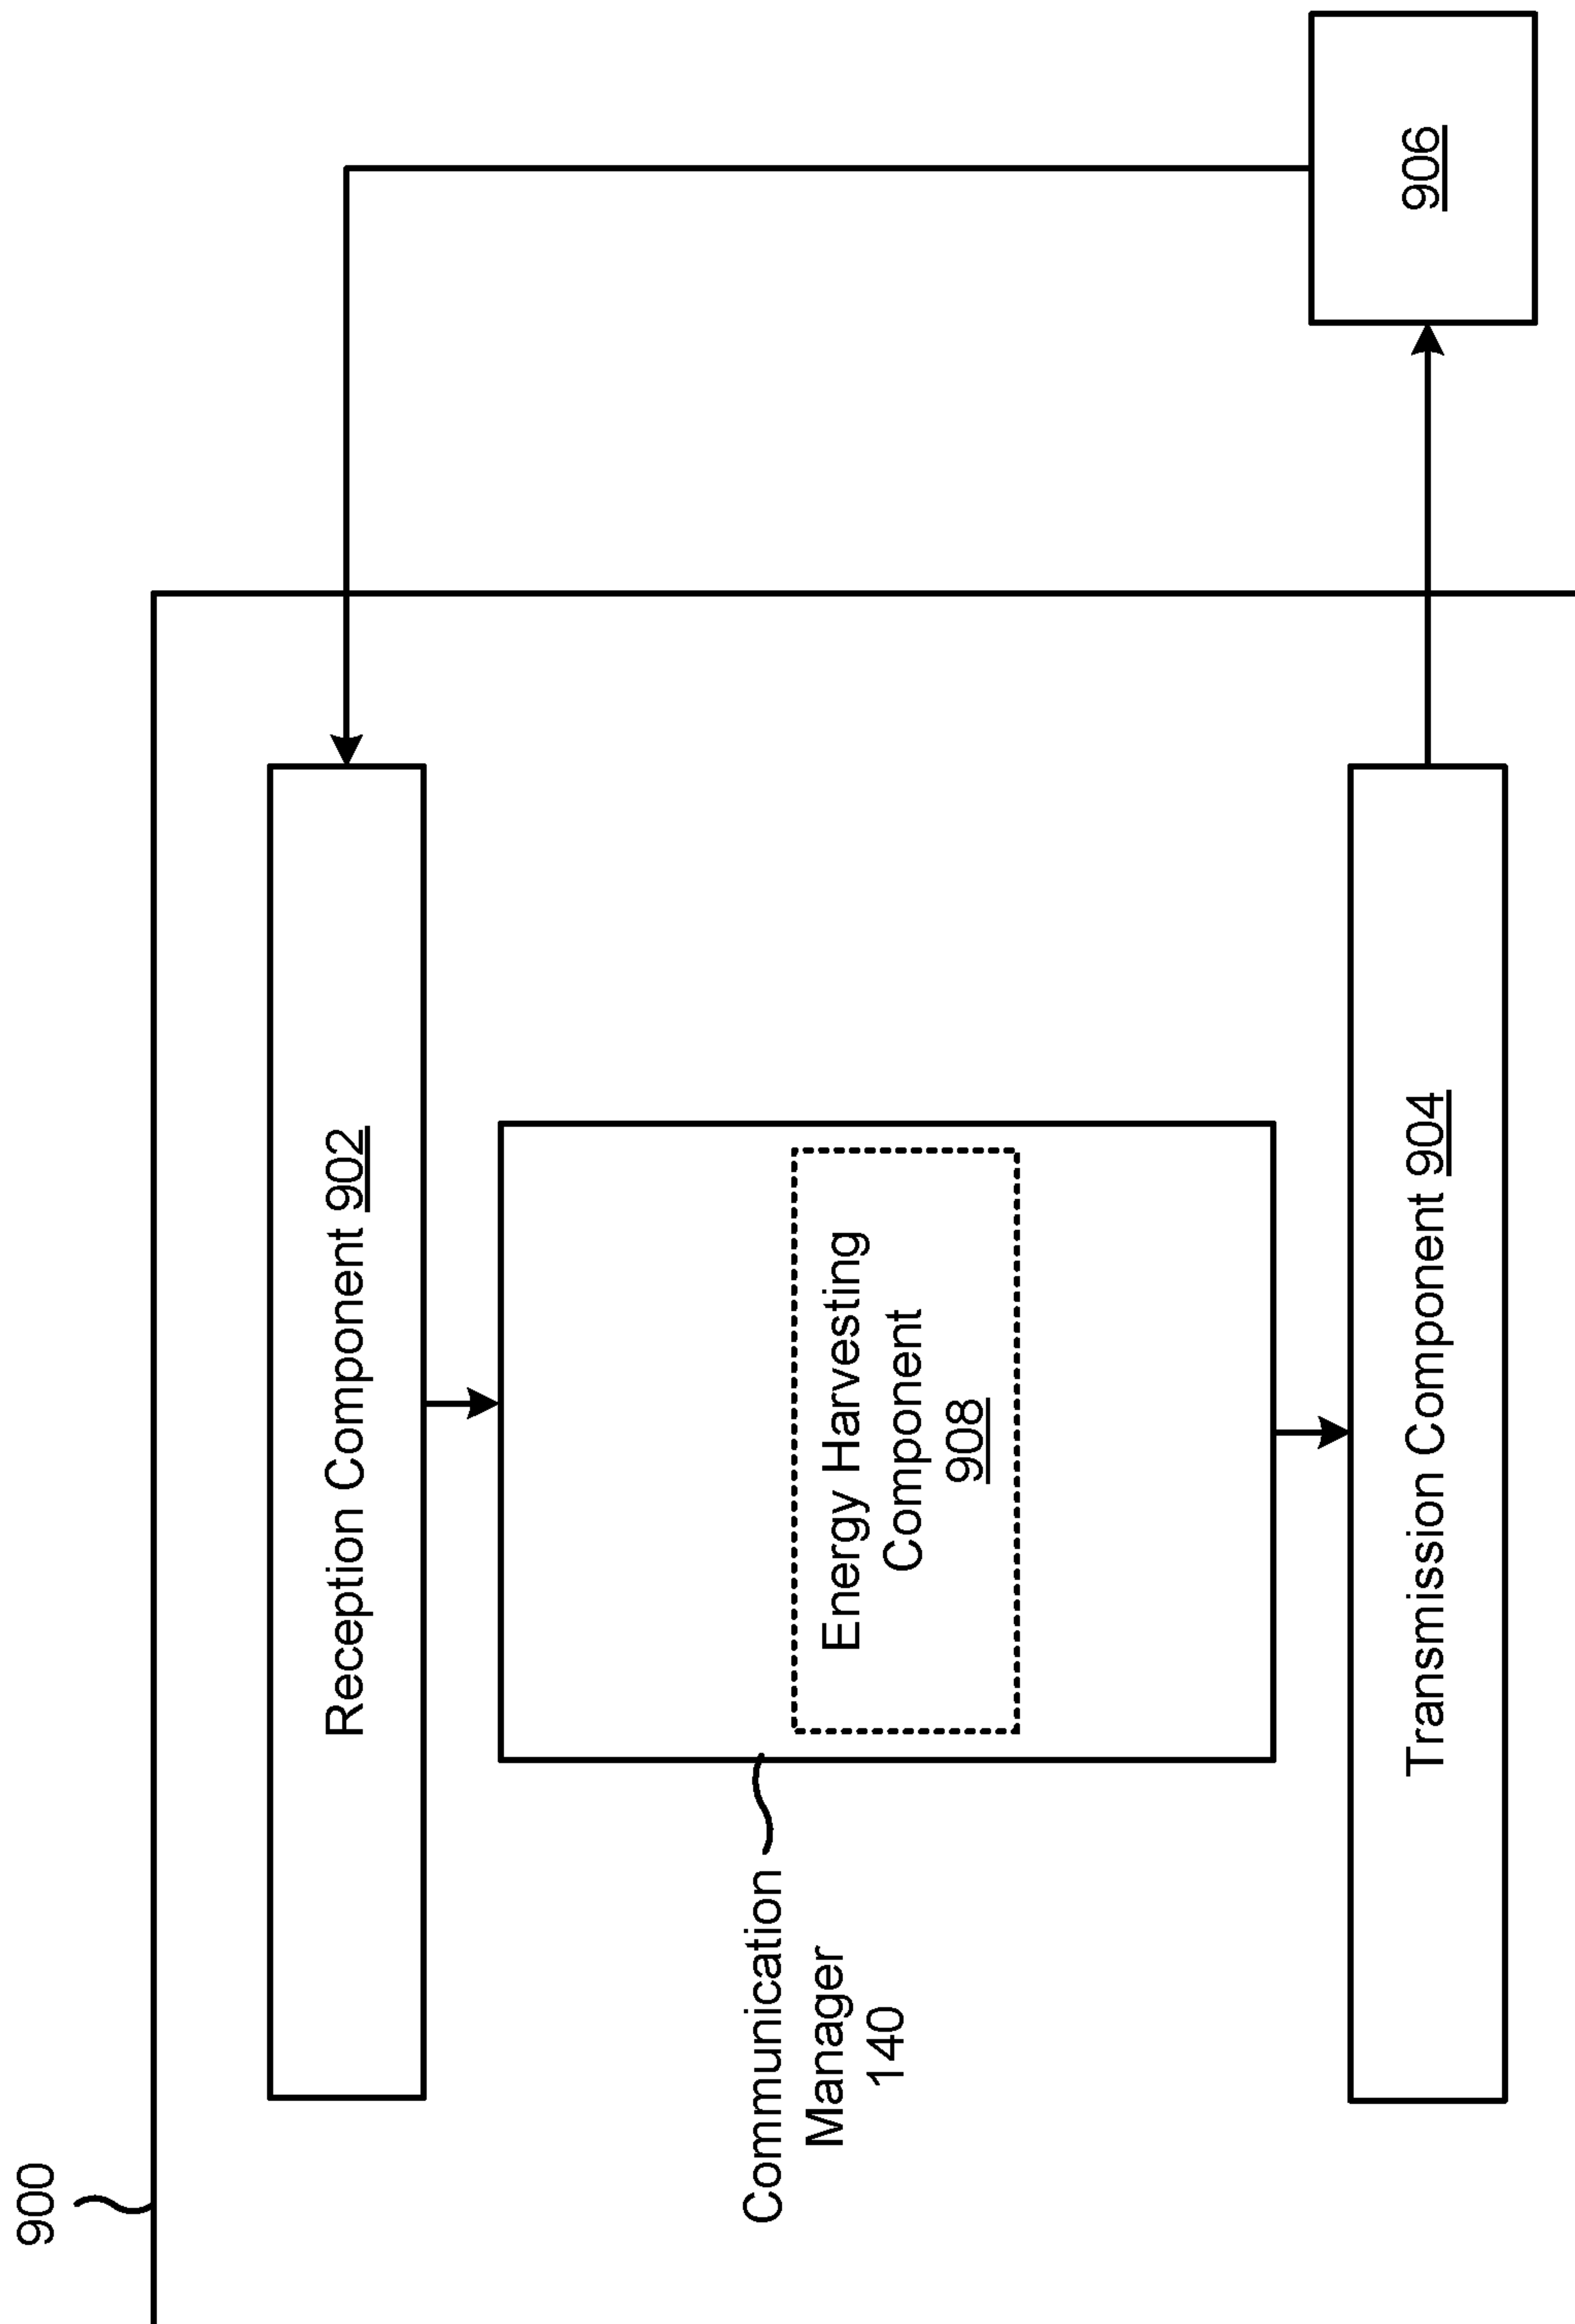 900
Reception Component 902
Communication
Manager
140
Energy Harvesting
Component
908
Transmission Component 904
906